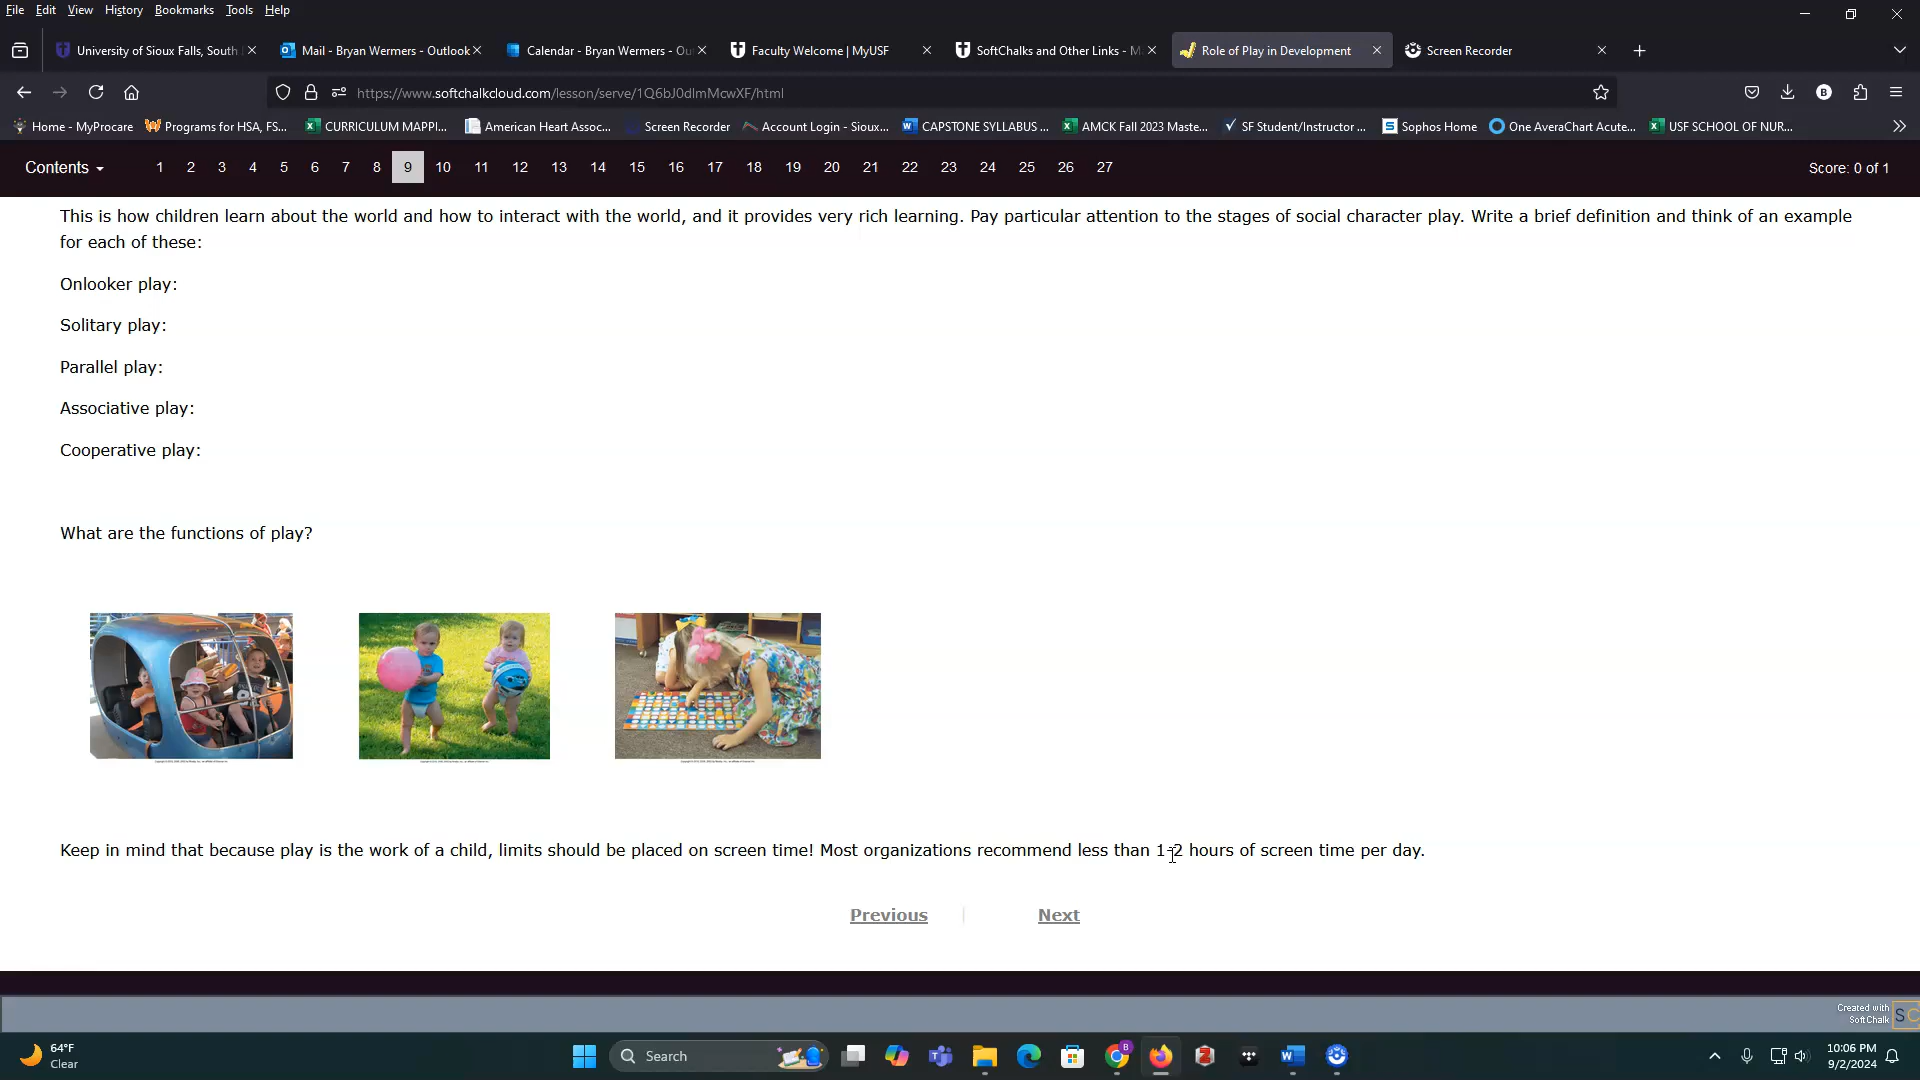 File Edit View History Bookmarks Tools Help
University of Sioux Falls, South
Mail - Bryan Wermers - Outlook
Calendar - Bryan Wermers - Ou
Faculty Welcome | MyUSF
SoftChalks and Other Links - M
Role of Play in Development
Screen Recorder
https://www.softchalkcloud.com/lesson/serve/1Q6bJ0dlmMcwXF/html
Home - MyProcare Programs for HSA, FS... CURRICULUM MAPPI... American Heart Assoc... Screen Recorder Account Login - Sioux... CAPSTONE SYLLABUS ... AMCK Fall 2023 Maste... SF Student/Instructor ... Sophos Home One AveraChart Acute... USF SCHOOL OF NUR...
Contents 1 2 3 4 5 6 7 8 9 10 11 12 13 14 15 16 17 18 19 20 21 22 23 24 25 26 27 Score: 0 of 1
This is how children learn about the world and how to interact with the world, and it provides very rich learning. Pay particular attention to the stages of social character play. Write a brief definition and think of an example
for each of these:
Onlooker play:
Solitary play:
Parallel play:
Associative play:
Cooperative play:
What are the functions of play?
Keep in mind that because play is the work of a child, limits should be placed on screen time! Most organizations recommend less than 1-2 hours of screen time per day.
Previous | Next
Created with
SoftChalk SC
64°F
Clear
Search
10:06 PM
9/2/2024